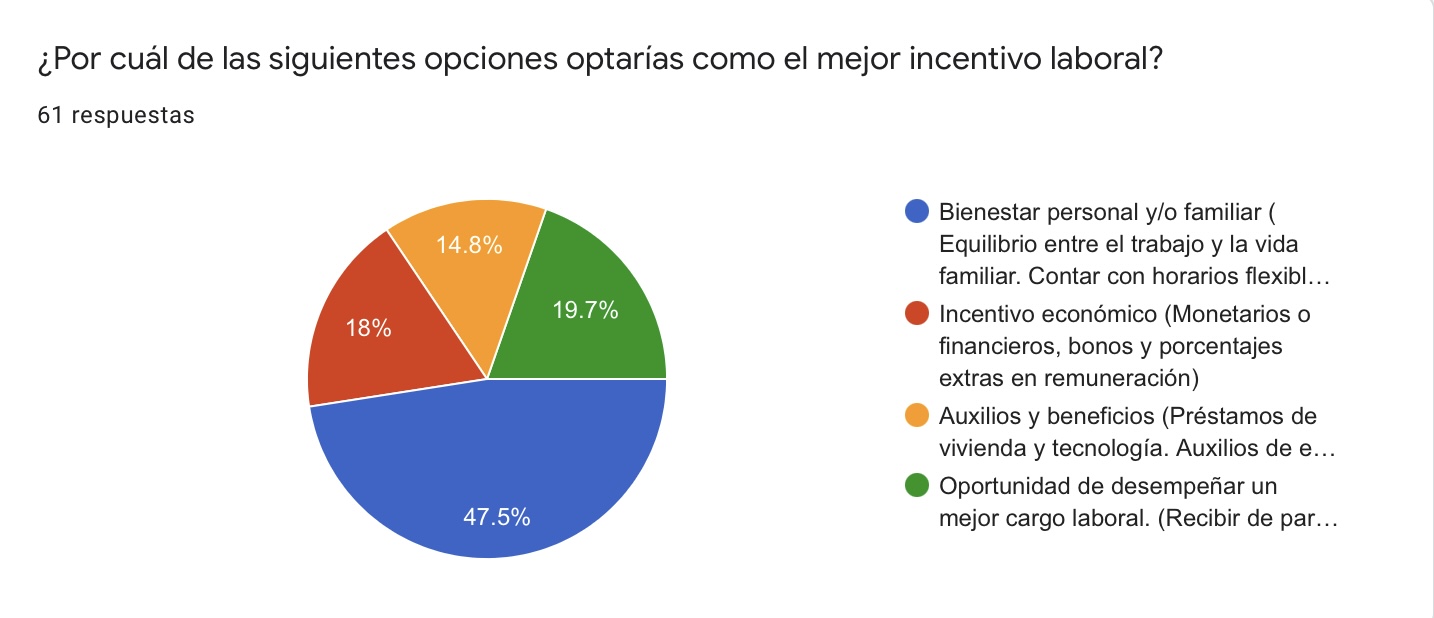 ¿Por cuál de las siguientes opciones optarías como el mejor incentivo laboral?
61 respuestas
14.8%
19.7%
18%
47.5%
Bienestar personal y/o familiar (
Equilibrio entre el trabajo y la vida
familiar. Contar con horarios flexibl…
Incentivo económico (Monetarios o
financieros, bonos y porcentajes
extras en remuneración)
Auxilios y beneficios (Préstamos de
vivienda y tecnología. Auxilios de e…
Oportunidad de desempeñar un
mejor cargo laboral. (Recibir de par…